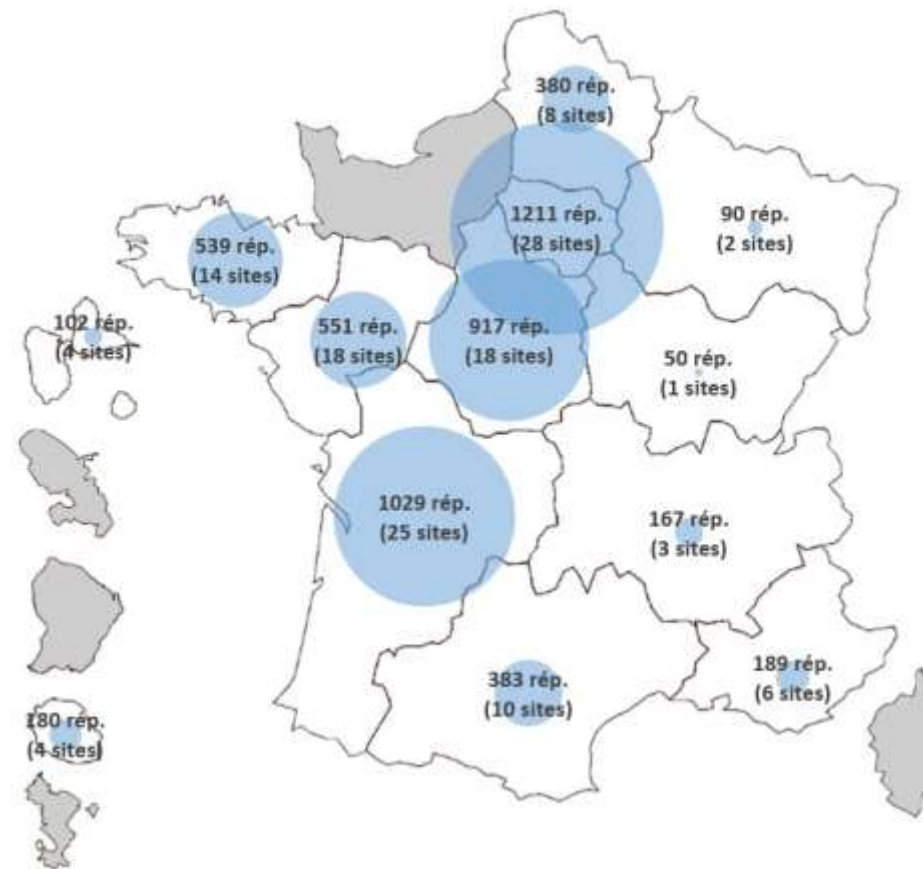 380 rép.
(8 sites)
1211 rép.
(28 sites)
90 rép.
(2 sites)
539 rép.
(14 sites)
102 rép.
(4 sites)
551 rép.
(18 sites)
917 rép.
(18 sites)
50 rép.
(1 sites)
1029 rép.
(25 sites)
167 rép.
(3 sites)
189 rép.
(6 sites)
383 rép.
(10 sites)
180 rép.
(4 sites)